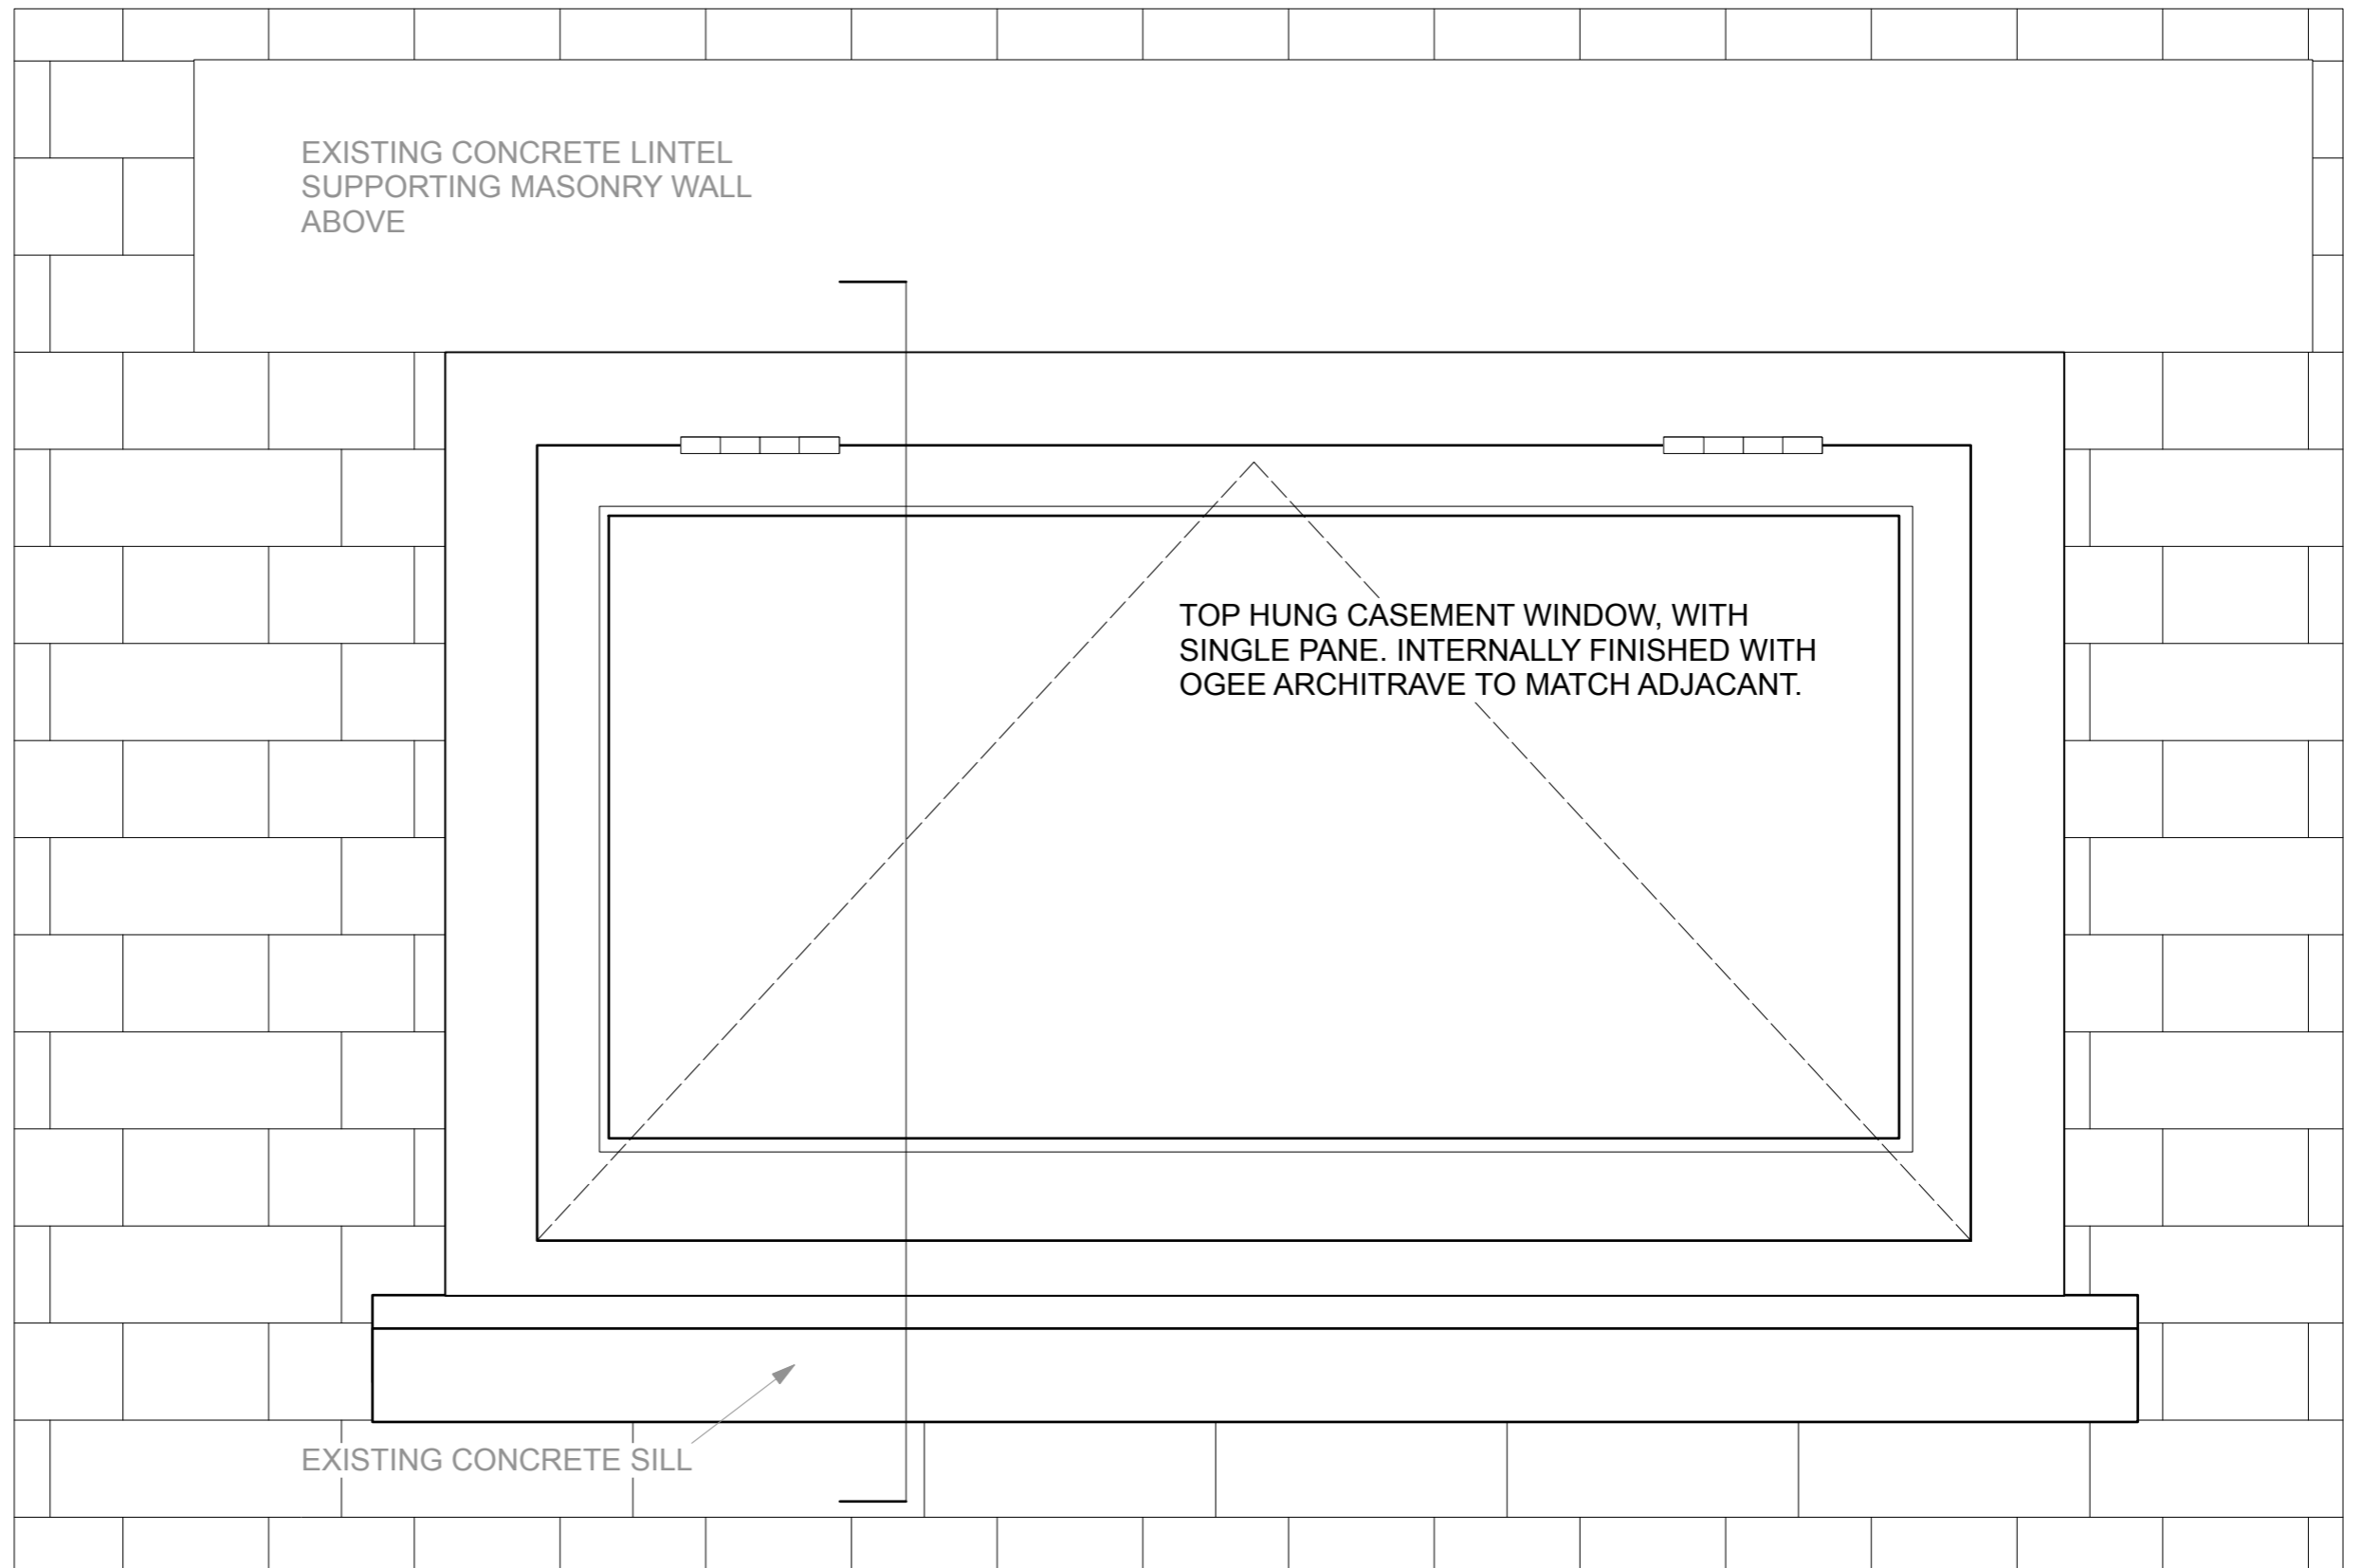 EXISTING CONCRETE LINTEL
SUPPORTING MASONRY WALL
ABOVE
TOP HUNG CASEMENT WINDOW, WITH
SINGLE PANE. INTERNALLY FINISHED WITH
OGEE ARCHITRAVE TO MATCH ADJACANT.
EXISTING CONCRETE SILL